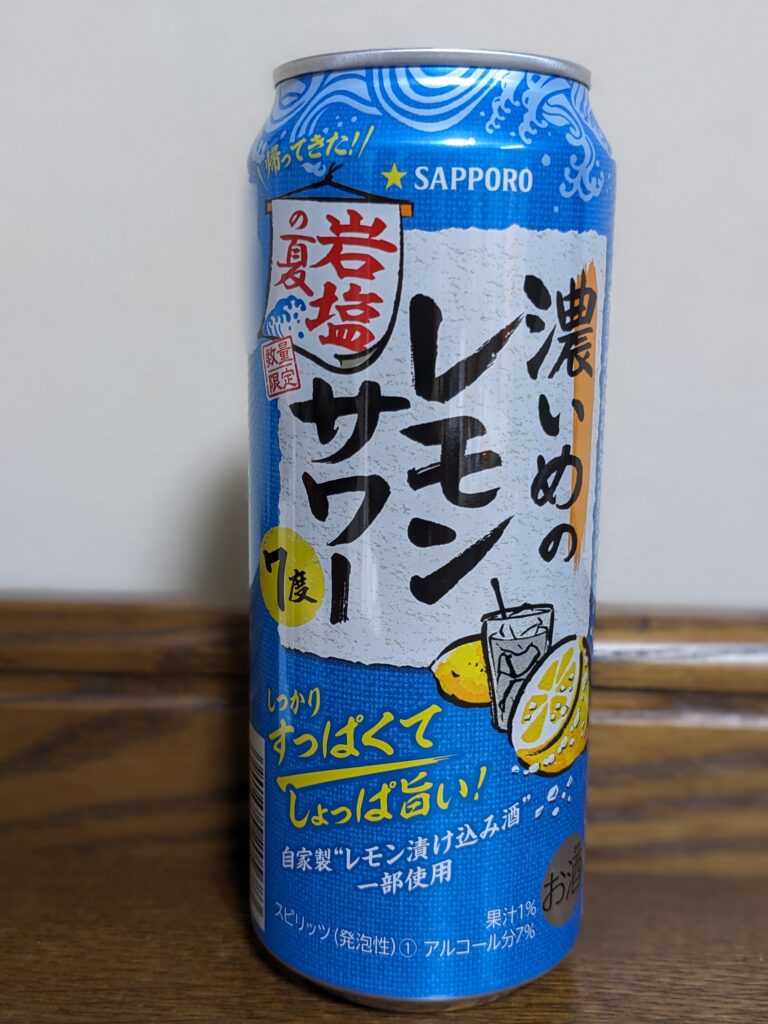 帰ってきた!
★ SAPPORO
岩塩
の夏
数量
限定
濃いめの
レモン
サワー
7度
しっかり
すっぱくて
しょっぱ旨い!
自家製“レモン漬け込み酒”
一部使用
お酒
果汁1%
スピリッツ(発泡性)① アルコール分7%